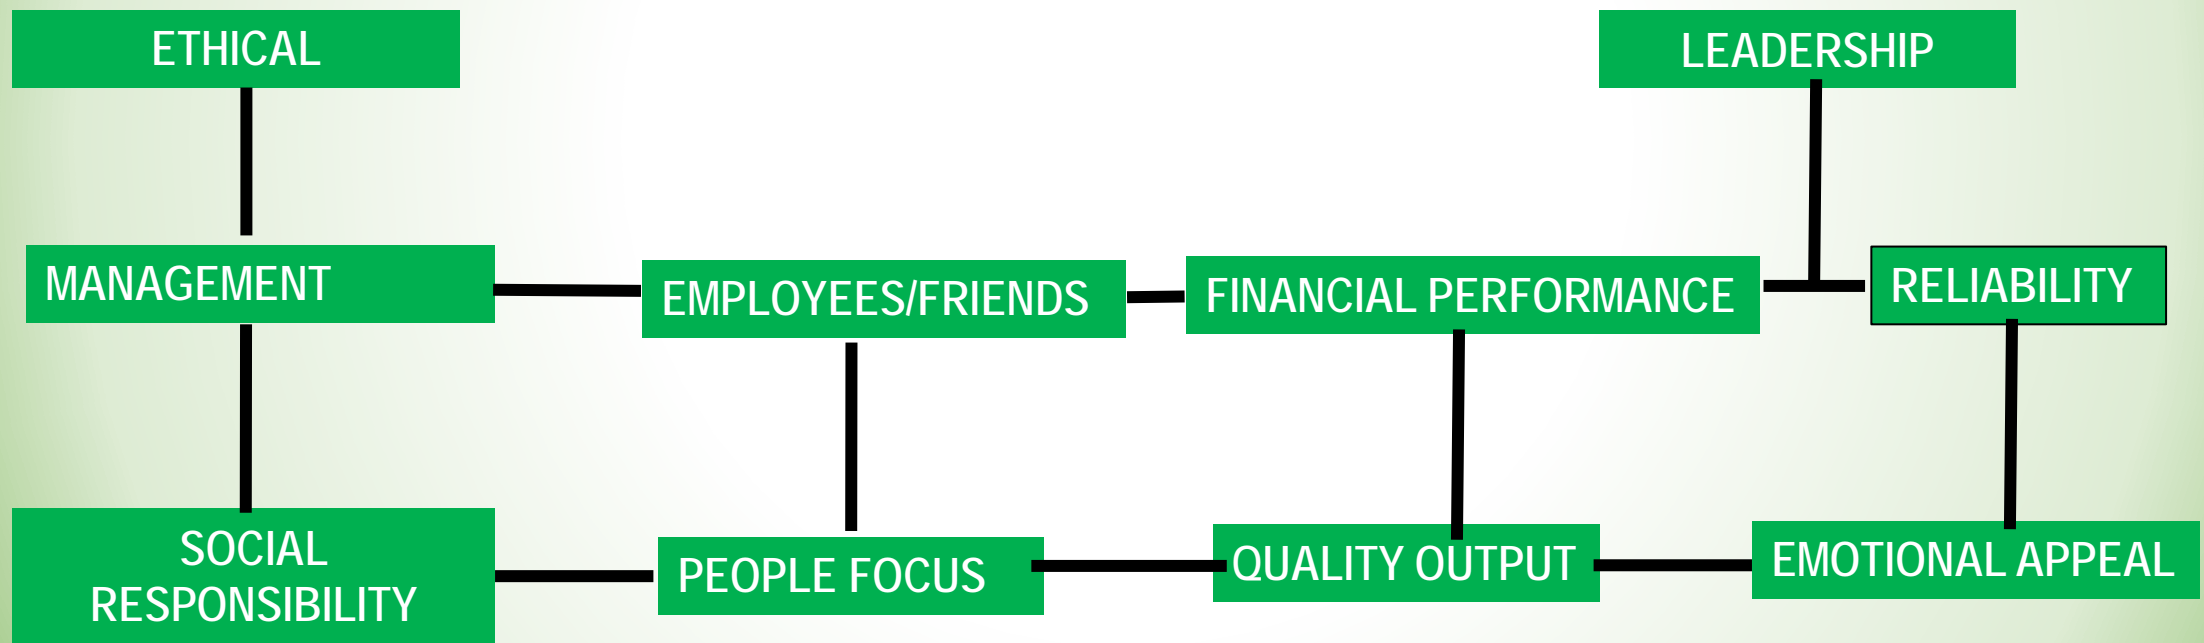 ETHICAL
LEADERSHIP
MANAGEMENT
EMPLOYEES/FRIENDS
FINANCIAL PERFORMANCE
RELIABILITY
SOCIAL
RESPONSIBILITY
PEOPLE FOCUS
QUALITY OUTPUT
EMOTIONAL APPEAL